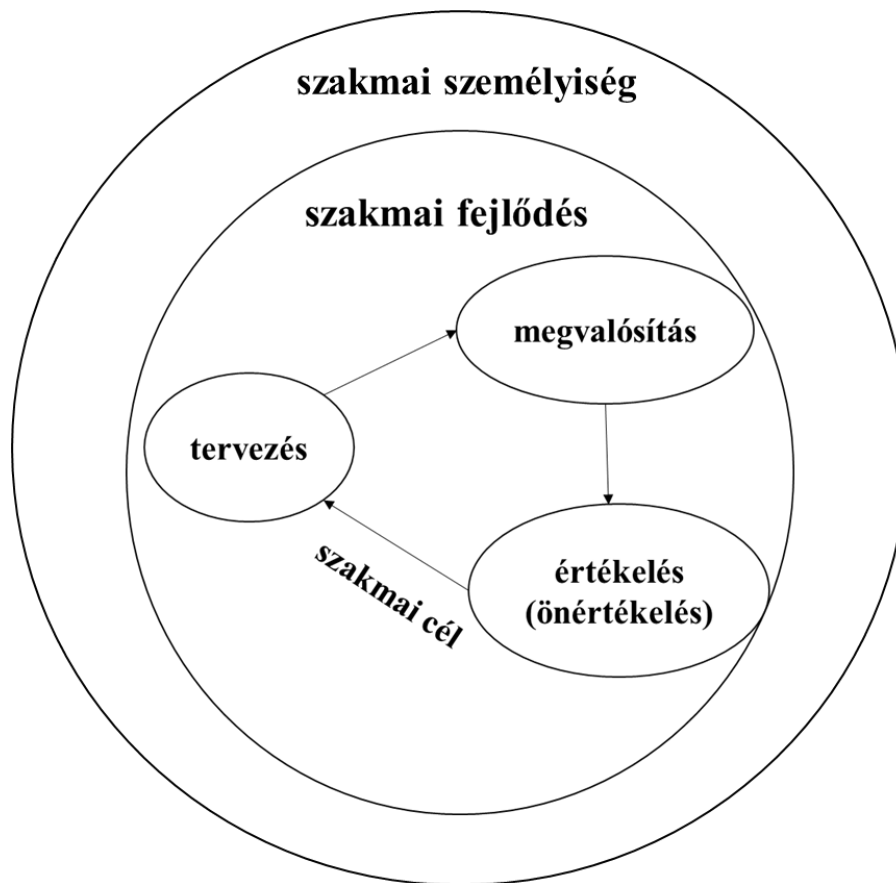 szakmai személyiség
szakmai fejlődés
megvalósítás
tervezés
szakmai cél
értékelés
(önértékelés)